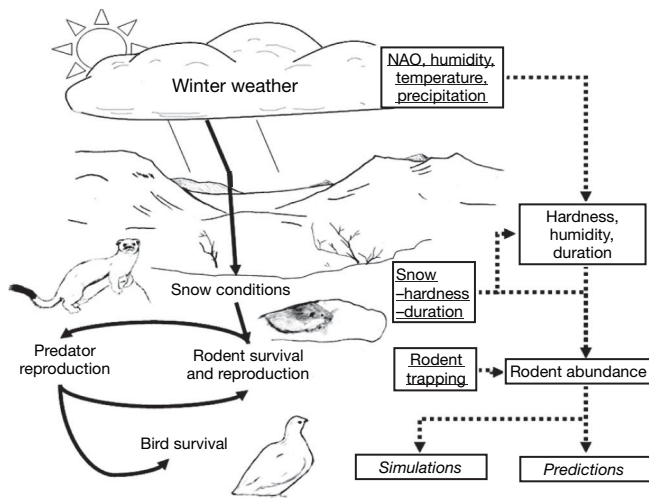 Winter weather
NAO, humidity,
temperature,
precipitation
Hardness,
humidity,
duration
Snow conditions
Snow
–hardness
–duration
Predator
reproduction
Rodent survival
and reproduction
Rodent
trapping
Rodent abundance
Bird survival
Simulations
Predictions